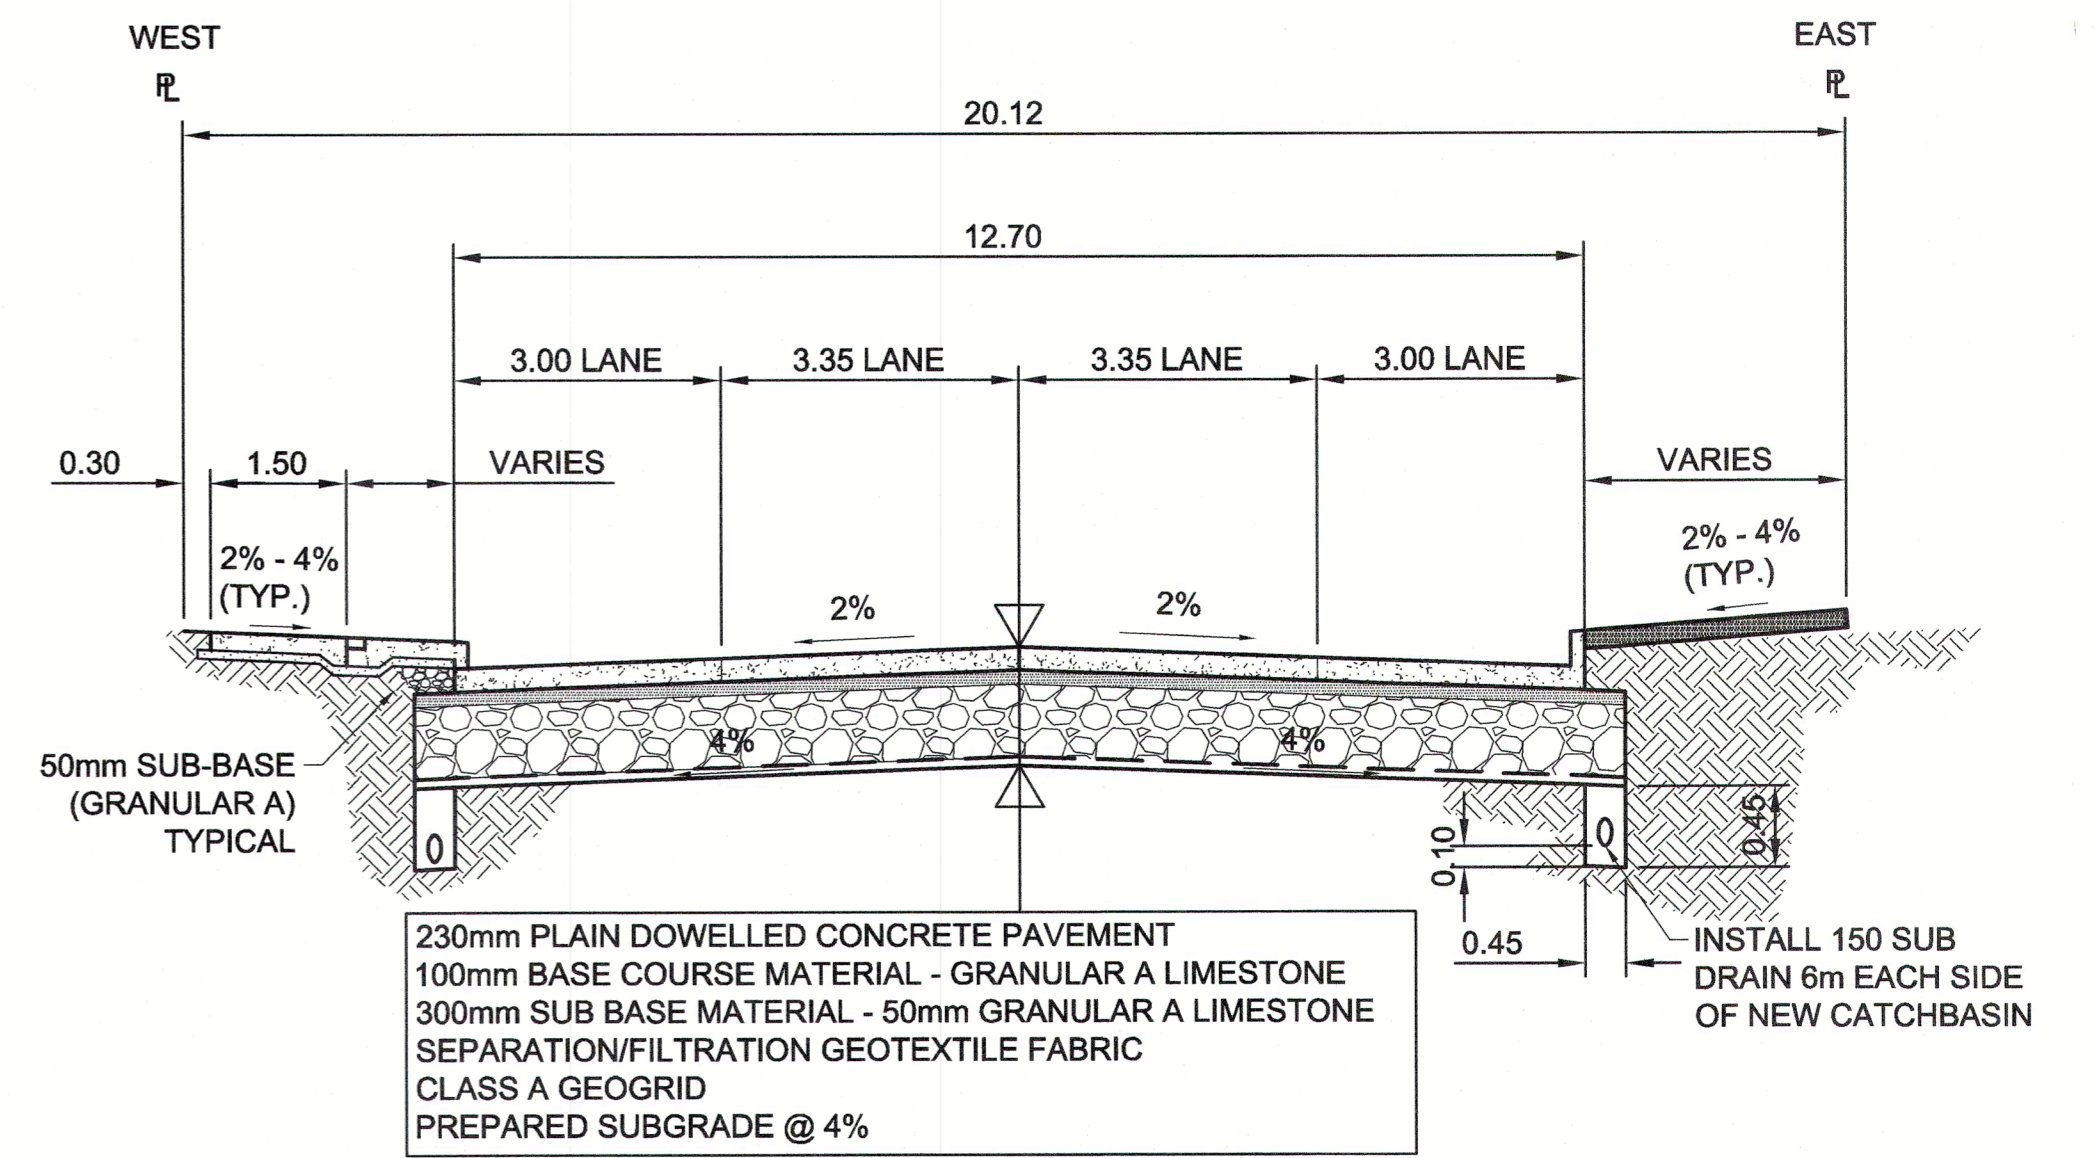 WEST
EAST
PL
PL
20.12
12.70
3.00 LANE
3.35 LANE
3.35 LANE
3.00 LANE
0.30
1.50
VARIES
VARIES
2% - 4%
(TYP.)
2%
2%
2% - 4%
(TYP.)
4%
4%
50mm SUB-BASE
(GRANULAR A)
TYPICAL
0.10
0.45
0.45
INSTALL 150 SUB
DRAIN 6m EACH SIDE
OF NEW CATCHBASIN
230mm PLAIN DOWELLED CONCRETE PAVEMENT
100mm BASE COURSE MATERIAL - GRANULAR A LIMESTONE
300mm SUB BASE MATERIAL - 50mm GRANULAR A LIMESTONE
SEPARATION/FILTRATION GEOTEXTILE FABRIC
CLASS A GEOGRID
PREPARED SUBGRADE @ 4%